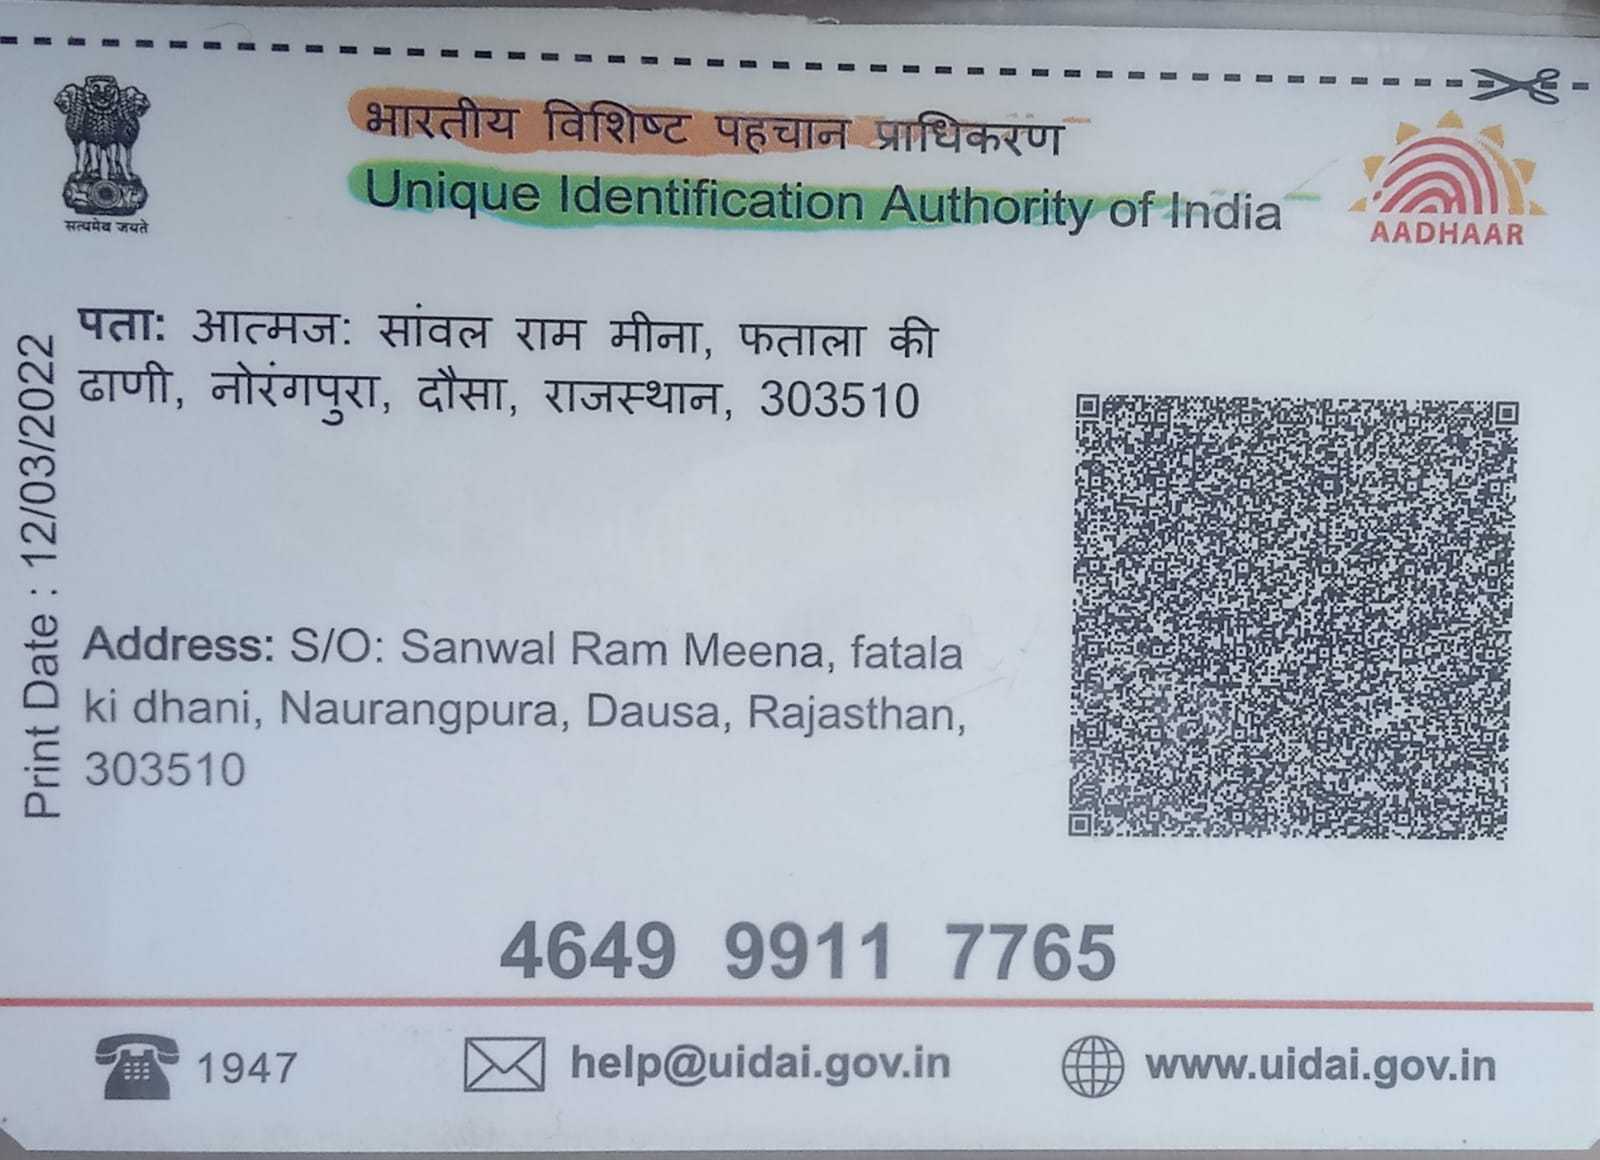 भारतीय विशिष्ट पहचान प्राधिकरण
Unique Identification Authority of India
सत्यमेव जयते
AADHAAR
पता: आत्मज: सांवल राम मीना, फताला की
ढाणी, नोरंगपुरा, दौसा, राजस्थान, 303510
Print Date : 12/03/2022
Address: S/O: Sanwal Ram Meena, fatala
ki dhani, Naurangpura, Dausa, Rajasthan,
303510
4649 9911 7765
1947
help@uidai.gov.in
www.uidai.gov.in